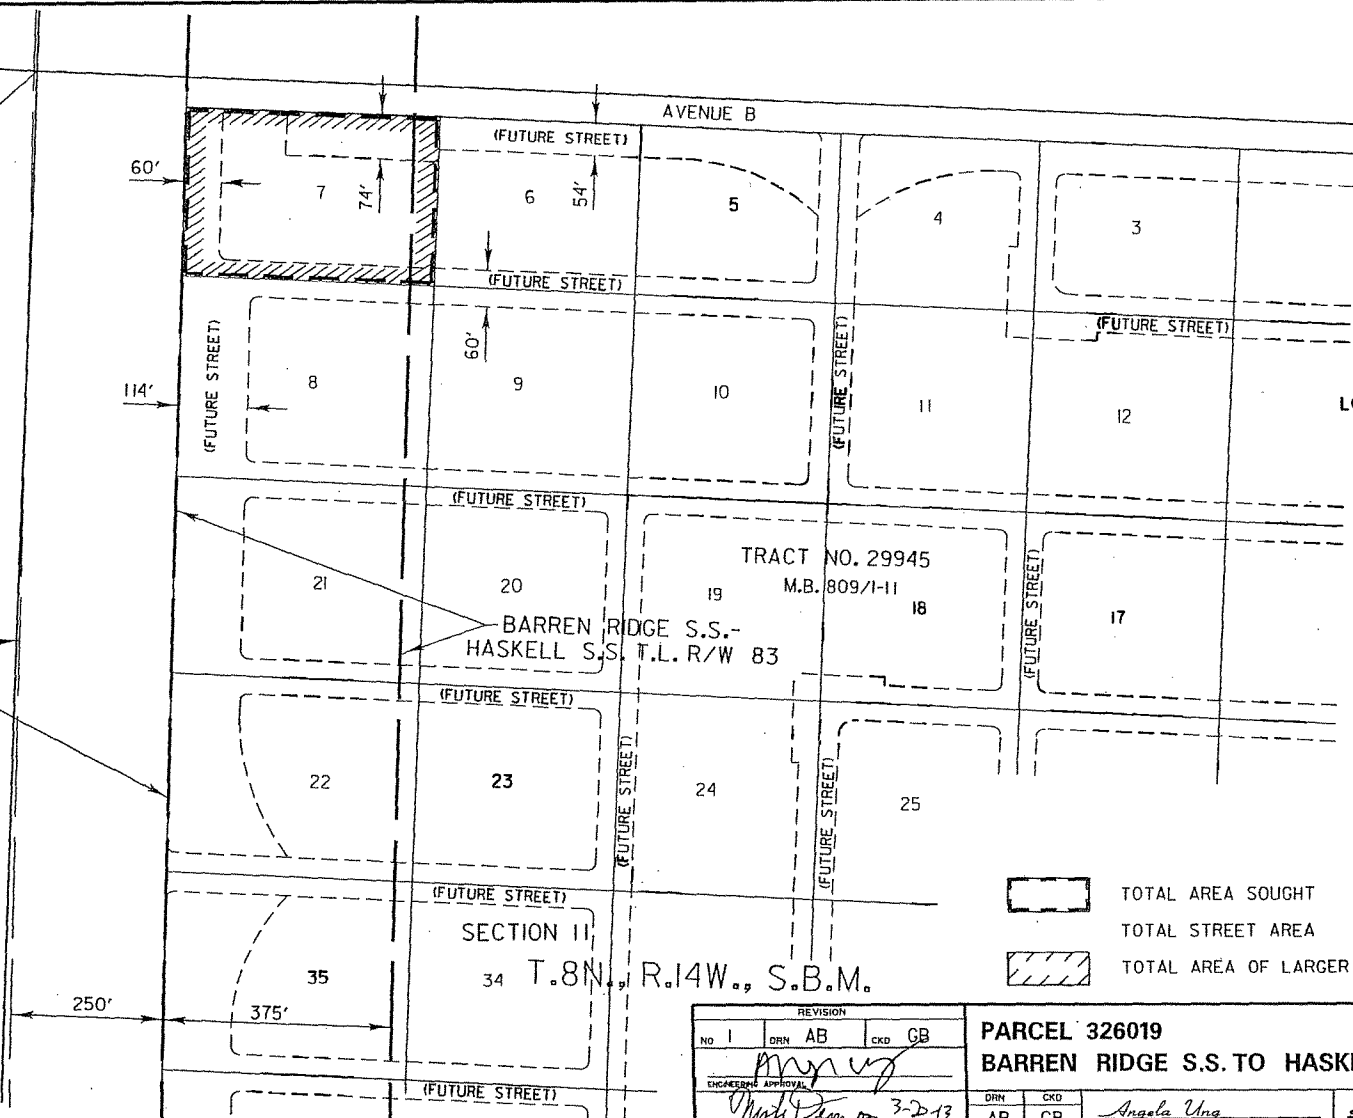 AVENUE B
(FUTURE STREET)
60'
7
74'
6
54'
5
4
3
(FUTURE STREET)
(FUTURE STREET)
(FUTURE STREET)
114'
8
60'
9
10
(FUTURE STREET)
11
12
(FUTURE STREET)
21
20
TRACT NO. 29945
M.B. 809/1-11
19
18
(FUTURE STREET)
17
BARREN RIDGE S.S.-
HASKELL S.S. T.L. R/W 83
(FUTURE STREET)
22
23
(FUTURE STREET)
24
(FUTURE STREET)
25
(FUTURE STREET)
TOTAL AREA SOUGHT
TOTAL STREET AREA
TOTAL AREA OF LARGER
SECTION 11
35
34
T.8N., R.14W., S.B.M.
250'
375'
REVISION
NO 1 DRN AB CKD GB
ENGINEERING APPROVAL
3-20-13
PARCEL 326019
BARREN RIDGE S.S. TO HASK
DRN CKD
AB GB
Angela Ung
(FUTURE STREET)